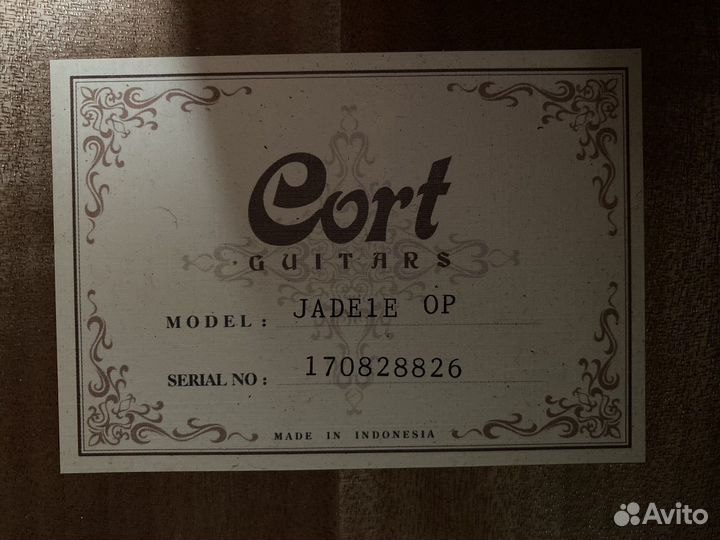 Cort
GUITARS
MODEL: JADE1E OP
SERIAL NO: 170828826
MADE IN INDONESIA
Avito